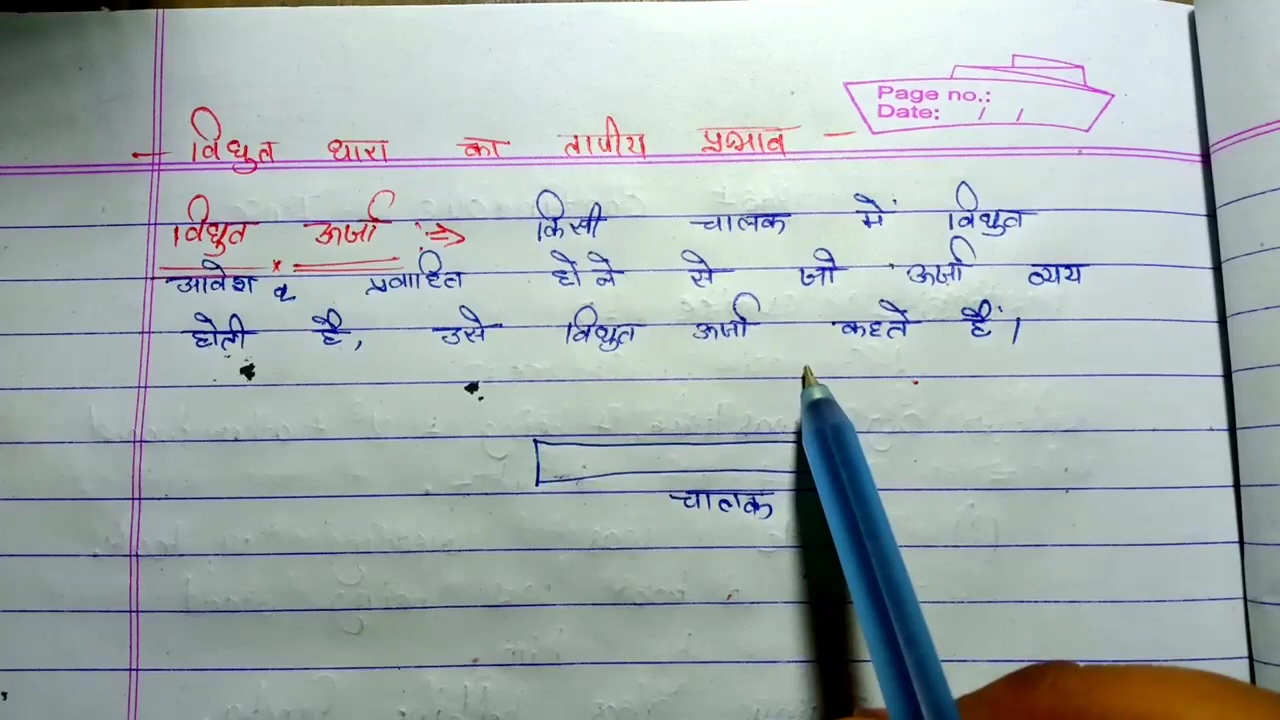 Page no.:
Date: / /
— विधुत धारा का तापीय प्रभाव —
विधुत ऊर्जा :⇒ किसी चालक में विधुत
आवेश q प्रवाहित होने से जो ऊर्जा व्यय
होती है, उसे विधुत ऊर्जा कहते हैं।
चालक